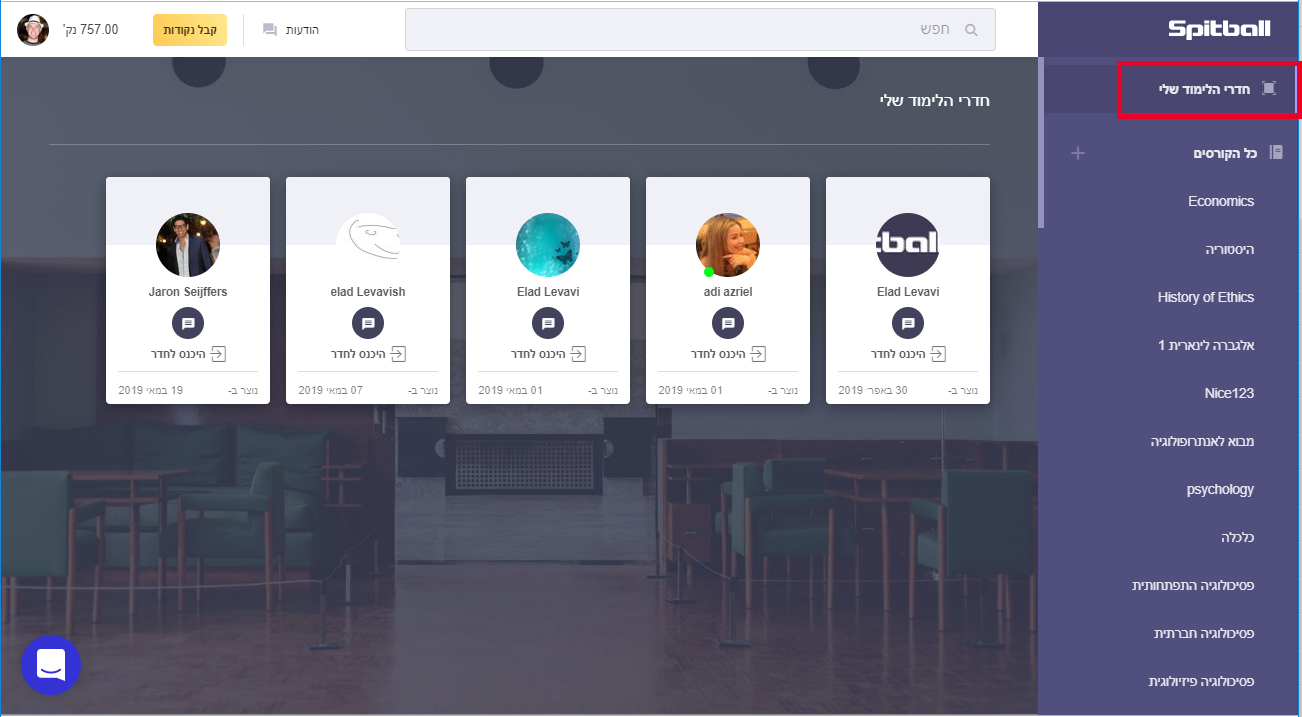 Spitball
חפש
הודעות
קבל נקודות
757.00 נק'
חדרי הלימוד שלי
כל הקורסים
Economics
היסטוריה
History of Ethics
אלגברה לינארית 1
Nice123
מבוא לאנתרופולוגיה
psychology
כלכלה
פסיכולוגיה התפתחותית
פסיכולוגיה חברתית
פסיכולוגיה פיזיולוגית
חדרי הלימוד שלי
tball
Elad Levavi
היכנס לחדר
נוצר ב- 30 באפר׳ 2019
adi azriel
היכנס לחדר
נוצר ב- 01 במאי 2019
Elad Levavi
היכנס לחדר
נוצר ב- 01 במאי 2019
elad Levavish
היכנס לחדר
נוצר ב- 07 במאי 2019
Jaron Seijffers
היכנס לחדר
נוצר ב- 19 במאי 2019